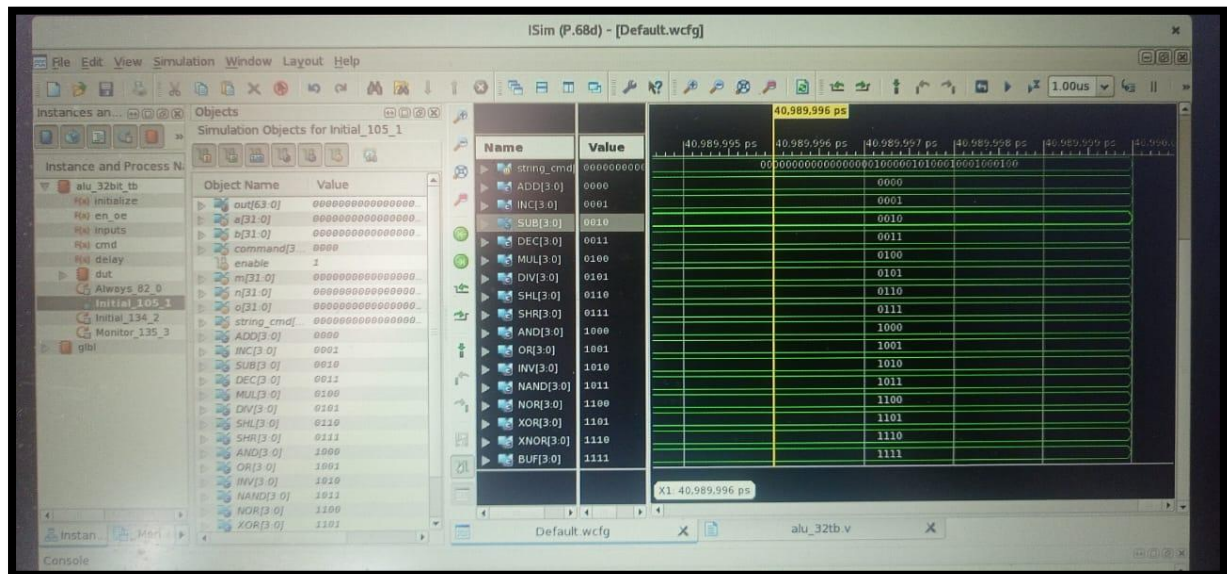 ISim (P.68d) - [Default.wcfg]
File Edit View Simulation Window Layout Help
1.00us
Instances an...
Instance and Process N
alu_32bit_tb
initialize
en_oe
inputs
cmd
delay
dut
Always_82_0
Initial_105_1
Initial_134_2
Monitor_135_3
glbl
Instan
Objects
Simulation Objects for Initial_105_1
Object Name Value
out[63:0] 0000000000000000...
a[31:0] 0000000000000000...
b[31:0] 0000000000000000...
command[3... 0000
enable 1
m[31:0] 0000000000000000...
n[31:0] 0000000000000000...
o[31:0] 0000000000000000...
string_cmd[... 0000000000000000...
ADD[3:0] 0000
INC[3:0] 0001
SUB[3:0] 0010
DEC[3:0] 0011
MUL[3:0] 0100
DIV[3:0] 0101
SHL[3:0] 0110
SHR[3:0] 0111
AND[3:0] 1000
OR[3:0] 1001
INV[3:0] 1010
NAND[3:0] 1011
NOR[3:0] 1100
XOR[3:0] 1101
40,989,996 ps
40,989,995 ps 40,989,996 ps 40,989,997 ps 40,989,998 ps 40,989,999 ps
Name Value
string_cmd[ 0000000000
ADD[3:0] 0000 0000
INC[3:0] 0001 0001
SUB[3:0] 0010 0010
DEC[3:0] 0011 0011
MUL[3:0] 0100 0100
DIV[3:0] 0101 0101
SHL[3:0] 0110 0110
SHR[3:0] 0111 0111
AND[3:0] 1000 1000
OR[3:0] 1001 1001
INV[3:0] 1010 1010
NAND[3:0] 1011 1011
NOR[3:0] 1100 1100
XOR[3:0] 1101 1101
XNOR[3:0] 1110 1110
BUF[3:0] 1111 1111
X1: 40,989,996 ps
Default.wcfg alu_32tb.v
Console